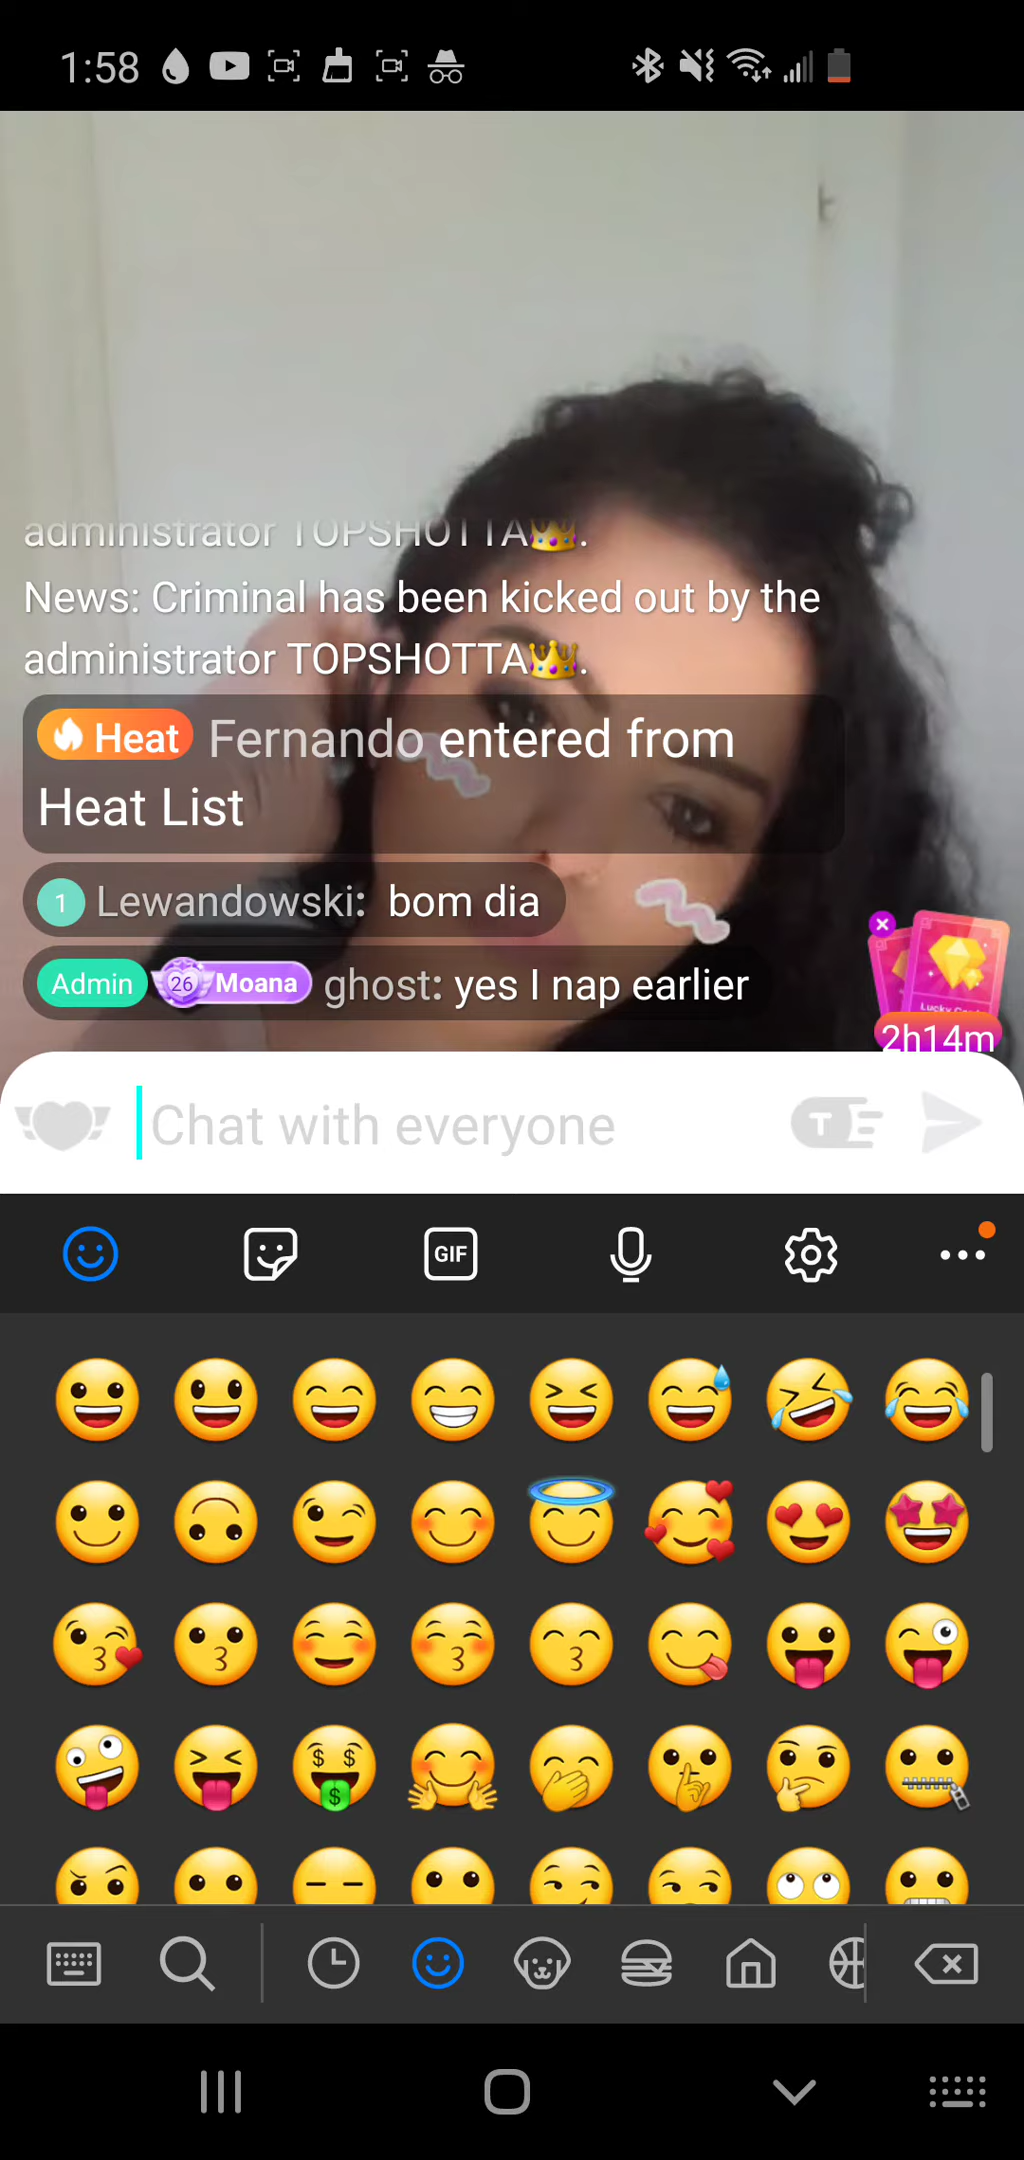 1:58
administrator TOPSHOTTA👑.
News: Criminal has been kicked out by the
administrator TOPSHOTTA👑.
Heat Fernando entered from
Heat List
1 Lewandowski: bom dia
Admin 26 Moana ghost: yes I nap earlier
2h14m
Chat with everyone
T
GIF